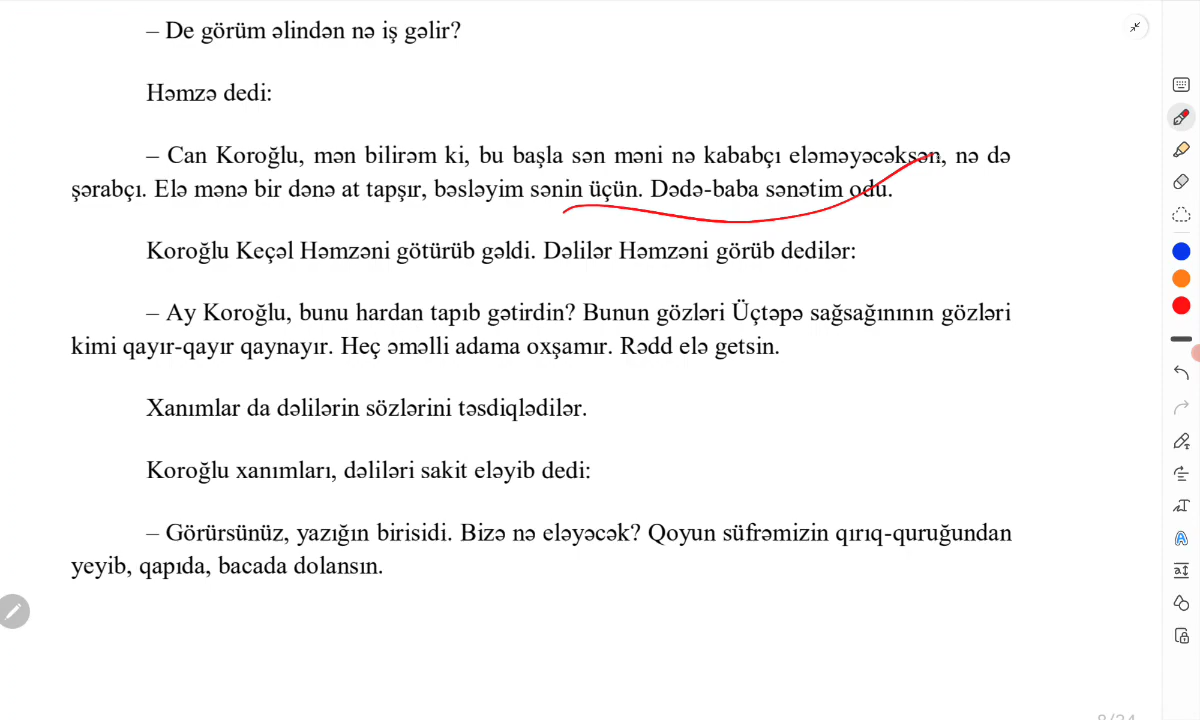 – De görüm əlindən nə iş gəlir?
Həmzə dedi:
– Can Koroğlu, mən bilirəm ki, bu başla sən məni nə kababçı eləməyəcəksən, nə də
şərabçı. Elə mənə bir dənə at tapşır, bəsləyim sənin üçün. Dədə-baba sənətim odu.
Koroğlu Keçəl Həmzəni götürüb gəldi. Dəlilər Həmzəni görüb dedilər:
– Ay Koroğlu, bunu hardan tapıb gətirdin? Bunun gözləri Üçtəpə sağsağınının gözləri
kimi qayır-qayır qaynayır. Heç əməlli adama oxşamır. Rədd elə getsin.
Xanımlar da dəlilərin sözlərini təsdiqlədilər.
Koroğlu xanımları, dəliləri sakit eləyib dedi:
– Görürsünüz, yazığın birisidi. Bizə nə eləyəcək? Qoyun süfrəmizin qırıq-quruğundan
yeyib, qapıda, bacada dolansın.